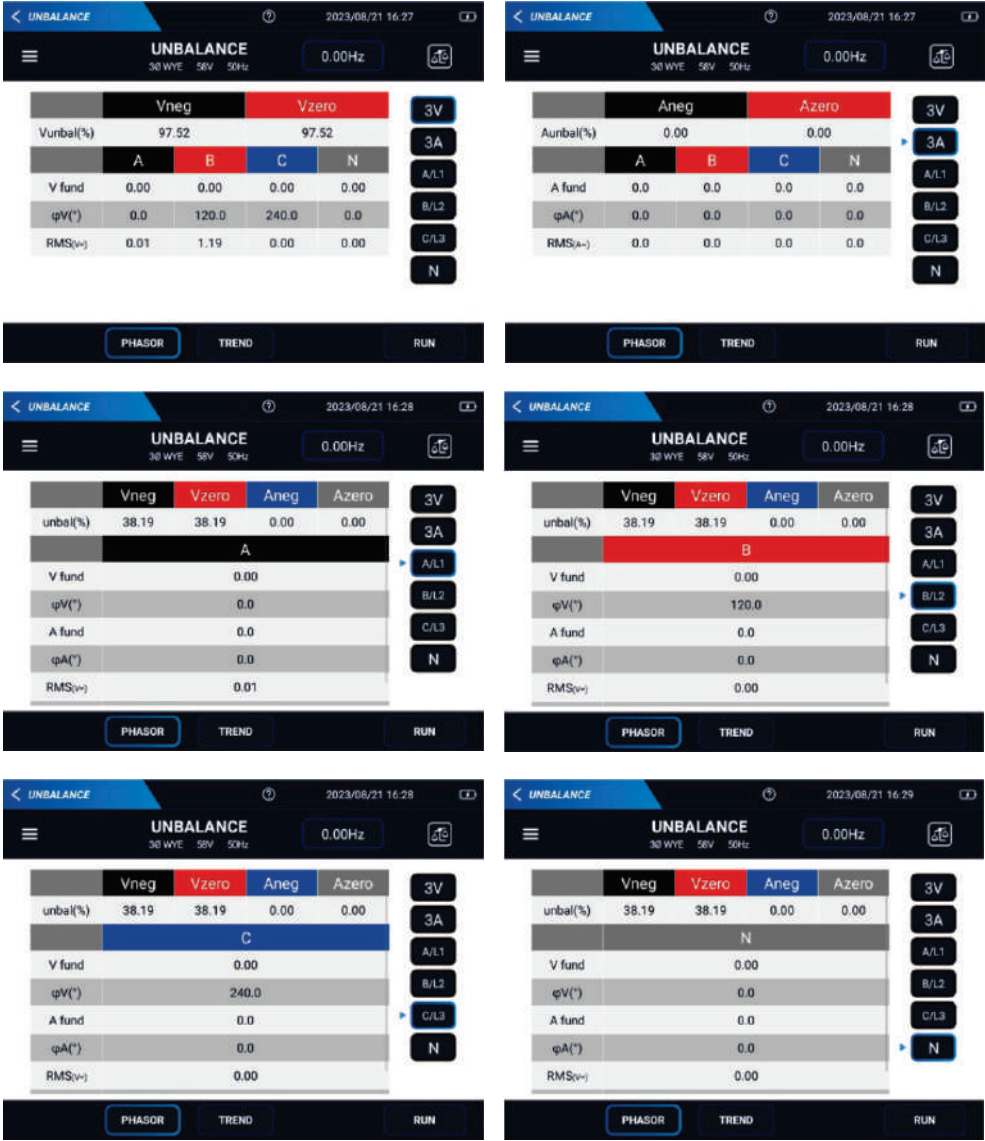 UNBALANCE 2023/08/21 16:27
UNBALANCE 0.00Hz
3Ø WYE 58V 50Hz
Vneg Vzero 3V
Vunbal(%) 97.52 97.52 3A
A B C N A/L1
V fund 0.00 0.00 0.00 0.00 B/L2
φV(°) 0.0 120.0 240.0 0.0 C/L3
RMS(V~) 0.01 1.19 0.00 0.00 N
PHASOR TREND RUN
UNBALANCE 2023/08/21 16:27
UNBALANCE 0.00Hz
3Ø WYE 58V 50Hz
Aneg Azero 3V
Aunbal(%) 0.00 0.00 3A
A B C N A/L1
A fund 0.0 0.0 0.0 0.0 B/L2
φA(°) 0.0 0.0 0.0 0.0 C/L3
RMS(A~) 0.0 0.0 0.0 0.0 N
PHASOR TREND RUN
UNBALANCE 2023/08/21 16:28
UNBALANCE 0.00Hz
3Ø WYE 58V 50Hz
Vneg Vzero Aneg Azero 3V
unbal(%) 38.19 38.19 0.00 0.00 3A
A A/L1
V fund 0.00
φV(°) 0.0 B/L2
A fund 0.0 C/L3
φA(°) 0.0 N
RMS(V~) 0.01
PHASOR TREND RUN
UNBALANCE 2023/08/21 16:28
UNBALANCE 0.00Hz
3Ø WYE 58V 50Hz
Vneg Vzero Aneg Azero 3V
unbal(%) 38.19 38.19 0.00 0.00 3A
B A/L1
V fund 0.00
φV(°) 120.0 B/L2
A fund 0.0 C/L3
φA(°) 0.0 N
RMS(V~) 0.00
PHASOR TREND RUN
UNBALANCE 2023/08/21 16:28
UNBALANCE 0.00Hz
3Ø WYE 58V 50Hz
Vneg Vzero Aneg Azero 3V
unbal(%) 38.19 38.19 0.00 0.00 3A
C A/L1
V fund 0.00
φV(°) 240.0 B/L2
A fund 0.0 C/L3
φA(°) 0.0 N
RMS(V~) 0.00
PHASOR TREND RUN
UNBALANCE 2023/08/21 16:29
UNBALANCE 0.00Hz
3Ø WYE 58V 50Hz
Vneg Vzero Aneg Azero 3V
unbal(%) 38.19 38.19 0.00 0.00 3A
N A/L1
V fund 0.00
φV(°) 0.0 B/L2
A fund 0.0 C/L3
φA(°) 0.0 N
RMS(V~) 0.00
PHASOR TREND RUN